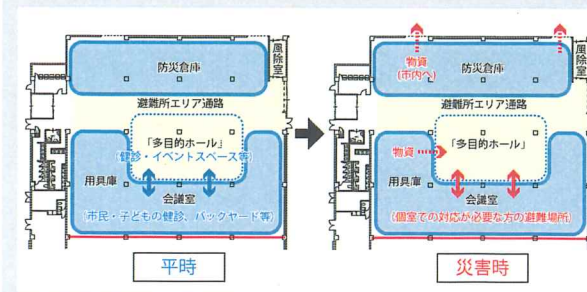 防災倉庫
風除室
避難所エリア通路
「多目的ホール」
(健診・イベントスペース等)
用具庫
会議室
(市民・子どもの健診、バックヤード等)
平時
物資
(市内へ)
防災倉庫
風除室
避難所エリア通路
「多目的ホール」
物資
用具庫
会議室
(個室での対応が必要な方の避難場所)
災害時